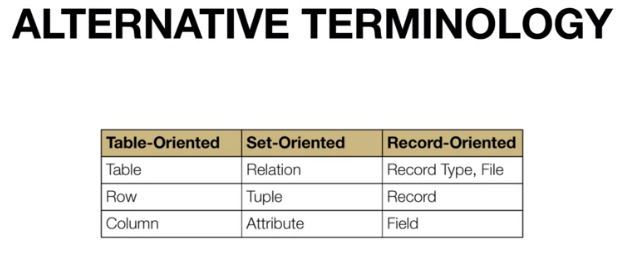 ALTERNATIVE TERMINOLOGY
Table-Oriented Set-Oriented Record-Oriented
Table Relation Record Type, File
Row Tuple Record
Column Attribute Field